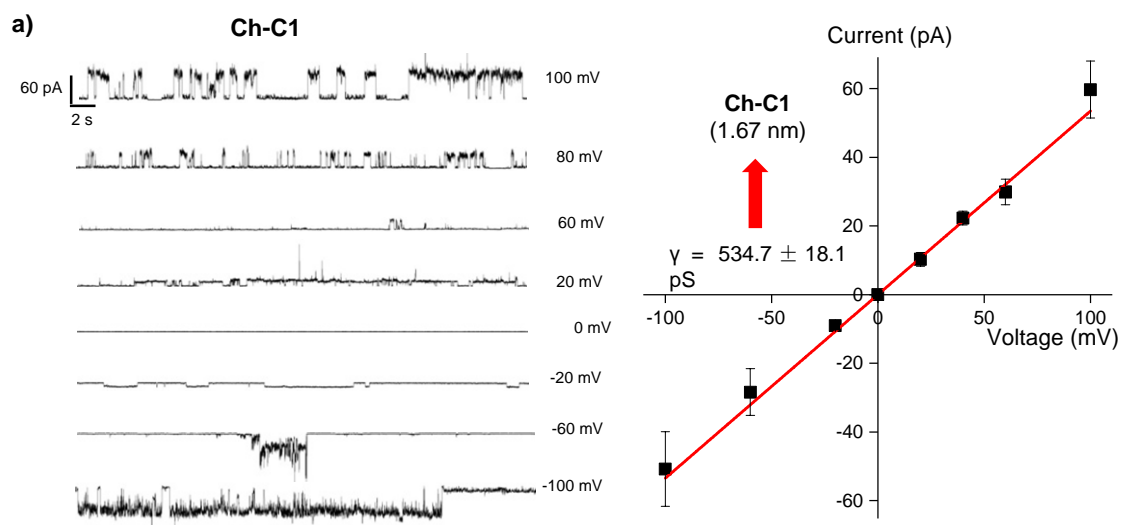 a)
Ch-C1
60 pA
2 s
100 mV
80 mV
60 mV
20 mV
0 mV
-20 mV
-60 mV
-100 mV
Current (pA)
Ch-C1
(1.67 nm)
γ = 534.7 ± 18.1
pS
60
40
20
0
-20
-40
-60
-100
-50
0
50
100
Voltage (mV)